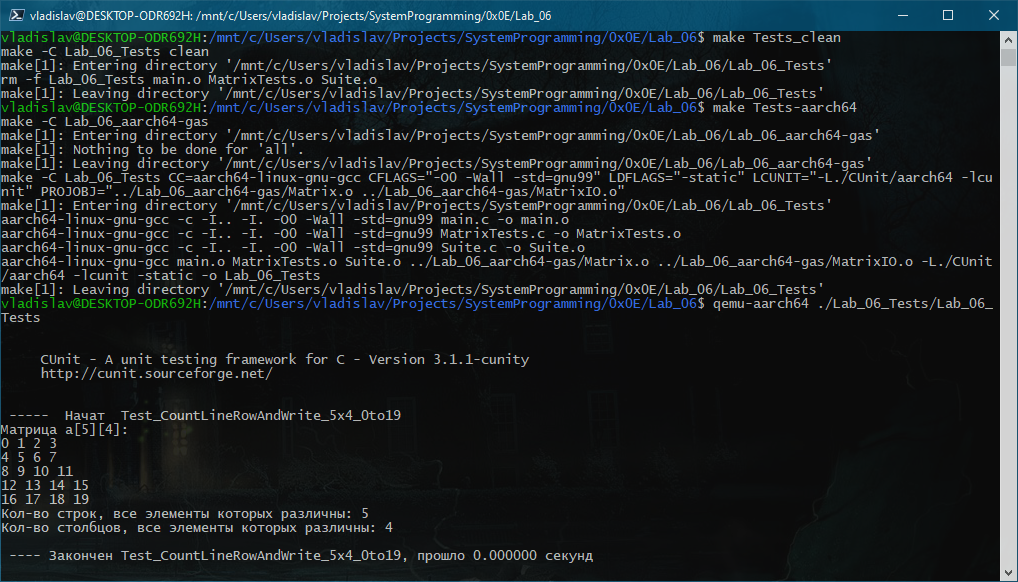 vladislav@DESKTOP-ODR692H: /mnt/c/Users/vladislav/Projects/SystemProgramming/0x0E/Lab_06
vladislav@DESKTOP-ODR692H:/mnt/c/Users/vladislav/Projects/SystemProgramming/0x0E/Lab_06$ make Tests_clean
make -C Lab_06_Tests clean
make[1]: Entering directory '/mnt/c/Users/vladislav/Projects/SystemProgramming/0x0E/Lab_06/Lab_06_Tests'
rm -f Lab_06_Tests main.o MatrixTests.o Suite.o
make[1]: Leaving directory '/mnt/c/Users/vladislav/Projects/SystemProgramming/0x0E/Lab_06/Lab_06_Tests'
vladislav@DESKTOP-ODR692H:/mnt/c/Users/vladislav/Projects/SystemProgramming/0x0E/Lab_06$ make Tests-aarch64
make -C Lab_06_aarch64-gas
make[1]: Entering directory '/mnt/c/Users/vladislav/Projects/SystemProgramming/0x0E/Lab_06/Lab_06_aarch64-gas'
make[1]: Nothing to be done for 'all'.
make[1]: Leaving directory '/mnt/c/Users/vladislav/Projects/SystemProgramming/0x0E/Lab_06/Lab_06_aarch64-gas'
make -C Lab_06_Tests CC=aarch64-linux-gnu-gcc CFLAGS="-O0 -Wall -std=gnu99" LDFLAGS="-static" LCUNIT="-L./CUnit/aarch64 -lcu
nit" PROJOBJ="../Lab_06_aarch64-gas/Matrix.o ../Lab_06_aarch64-gas/MatrixIO.o"
make[1]: Entering directory '/mnt/c/Users/vladislav/Projects/SystemProgramming/0x0E/Lab_06/Lab_06_Tests'
aarch64-linux-gnu-gcc -c -I.. -I. -O0 -Wall -std=gnu99 main.c -o main.o
aarch64-linux-gnu-gcc -c -I.. -I. -O0 -Wall -std=gnu99 MatrixTests.c -o MatrixTests.o
aarch64-linux-gnu-gcc -c -I.. -I. -O0 -Wall -std=gnu99 Suite.c -o Suite.o
aarch64-linux-gnu-gcc main.o MatrixTests.o Suite.o ../Lab_06_aarch64-gas/Matrix.o ../Lab_06_aarch64-gas/MatrixIO.o -L./CUnit
/aarch64 -lcunit -static -o Lab_06_Tests
make[1]: Leaving directory '/mnt/c/Users/vladislav/Projects/SystemProgramming/0x0E/Lab_06/Lab_06_Tests'
vladislav@DESKTOP-ODR692H:/mnt/c/Users/vladislav/Projects/SystemProgramming/0x0E/Lab_06$ qemu-aarch64 ./Lab_06_Tests/Lab_06_
Tests
CUnit - A unit testing framework for C - Version 3.1.1-cunity
http://cunit.sourceforge.net/
----- Начат Test_CountLineRowAndWrite_5x4_0to19
Матрица a[5][4]:
0 1 2 3
4 5 6 7
8 9 10 11
12 13 14 15
16 17 18 19
Кол-во строк, все элементы которых различны: 5
Кол-во столбцов, все элементы которых различны: 4
---- Закончен Test_CountLineRowAndWrite_5x4_0to19, прошло 0.000000 секунд